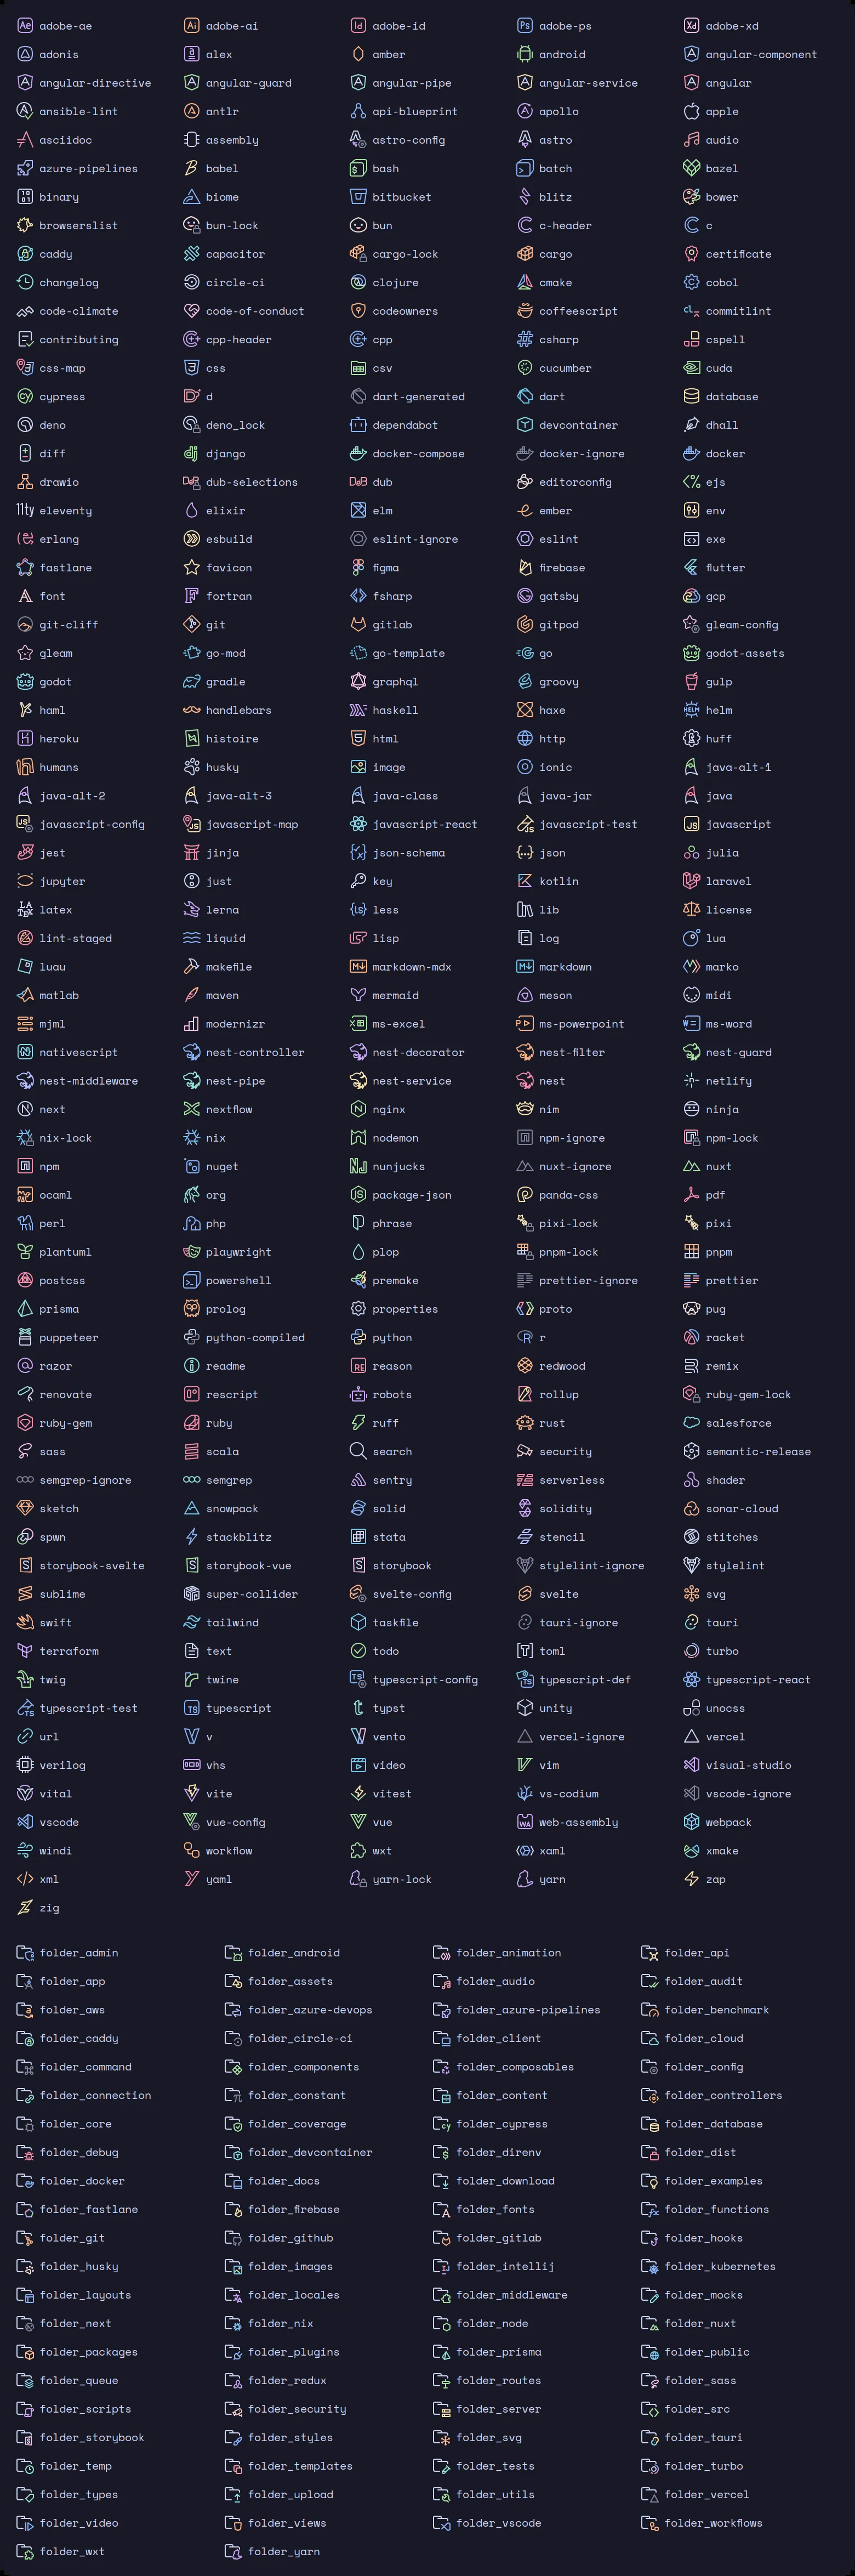 adobe-ae adobe-ai adobe-id adobe-ps adobe-xd
adonis alex amber android angular-component
angular-directive angular-guard angular-pipe angular-service angular
ansible-lint antlr api-blueprint apollo apple
asciidoc assembly astro-config astro audio
azure-pipelines babel bash batch bazel
binary biome bitbucket blitz bower
browserslist bun-lock bun c-header c
caddy capacitor cargo-lock cargo certificate
changelog circle-ci clojure cmake cobol
code-climate code-of-conduct codeowners coffeescript commitlint
contributing cpp-header cpp csharp cspell
css-map css csv cucumber cuda
cypress d dart-generated dart database
deno deno_lock dependabot devcontainer dhall
diff django docker-compose docker-ignore docker
drawio dub-selections dub editorconfig ejs
eleventy elixir elm ember env
erlang esbuild eslint-ignore eslint exe
fastlane favicon figma firebase flutter
font fortran fsharp gatsby gcp
git-cliff git gitlab gitpod gleam-config
gleam go-mod go-template go godot-assets
godot gradle graphql groovy gulp
haml handlebars haskell haxe helm
heroku histoire html http huff
humans husky image ionic java-alt-1
java-alt-2 java-alt-3 java-class java-jar java
javascript-config javascript-map javascript-react javascript-test javascript
jest jinja json-schema json julia
jupyter just key kotlin laravel
latex lerna less lib license
lint-staged liquid lisp log lua
luau makefile markdown-mdx markdown marko
matlab maven mermaid meson midi
mjml modernizr ms-excel ms-powerpoint ms-word
nativescript nest-controller nest-decorator nest-filter nest-guard
nest-middleware nest-pipe nest-service nest netlify
next nextflow nginx nim ninja
nix-lock nix nodemon npm-ignore npm-lock
npm nuget nunjucks nuxt-ignore nuxt
ocaml org package-json panda-css pdf
perl php phrase pixi-lock pixi
plantuml playwright plop pnpm-lock pnpm
postcss powershell premake prettier-ignore prettier
prisma prolog properties proto pug
puppeteer python-compiled python r racket
razor readme reason redwood remix
renovate rescript robots rollup ruby-gem-lock
ruby-gem ruby ruff rust salesforce
sass scala search security semantic-release
semgrep-ignore semgrep sentry serverless shader
sketch snowpack solid solidity sonar-cloud
spwn stackblitz stata stencil stitches
storybook-svelte storybook-vue storybook stylelint-ignore stylelint
sublime super-collider svelte-config svelte svg
swift tailwind taskfile tauri-ignore tauri
terraform text todo toml turbo
twig twine typescript-config typescript-def typescript-react
typescript-test typescript typst unity unocss
url v vento vercel-ignore vercel
verilog vhs video vim visual-studio
vital vite vitest vs-codium vscode-ignore
vscode vue-config vue web-assembly webpack
windi workflow wxt xaml xmake
xml yaml yarn-lock yarn zap
zig
folder_admin folder_android folder_animation folder_api
folder_app folder_assets folder_audio folder_audit
folder_aws folder_azure-devops folder_azure-pipelines folder_benchmark
folder_caddy folder_circle-ci folder_client folder_cloud
folder_command folder_components folder_composables folder_config
folder_connection folder_constant folder_content folder_controllers
folder_core folder_coverage folder_cypress folder_database
folder_debug folder_devcontainer folder_direnv folder_dist
folder_docker folder_docs folder_download folder_examples
folder_fastlane folder_firebase folder_fonts folder_functions
folder_git folder_github folder_gitlab folder_hooks
folder_husky folder_images folder_intellij folder_kubernetes
folder_layouts folder_locales folder_middleware folder_mocks
folder_next folder_nix folder_node folder_nuxt
folder_packages folder_plugins folder_prisma folder_public
folder_queue folder_redux folder_routes folder_sass
folder_scripts folder_security folder_server folder_src
folder_storybook folder_styles folder_svg folder_tauri
folder_temp folder_templates folder_tests folder_turbo
folder_types folder_upload folder_utils folder_vercel
folder_video folder_views folder_vscode folder_workflows
folder_wxt folder_yarn